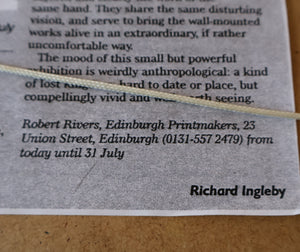 same hand. They share the same disturbing
vision, and serve to bring the wall-mounted
works alive in an extraordinary, if rather
uncomfortable way.
The mood of this small but powerful
exhibition is weirdly anthropological: a kind
of lost hard to date or place, but
compellingly vivid and worth seeing.
Robert Rivers, Edinburgh Printmakers, 23
Union Street, Edinburgh (0131-557 2479) from
today until 31 July
Richard Ingleby